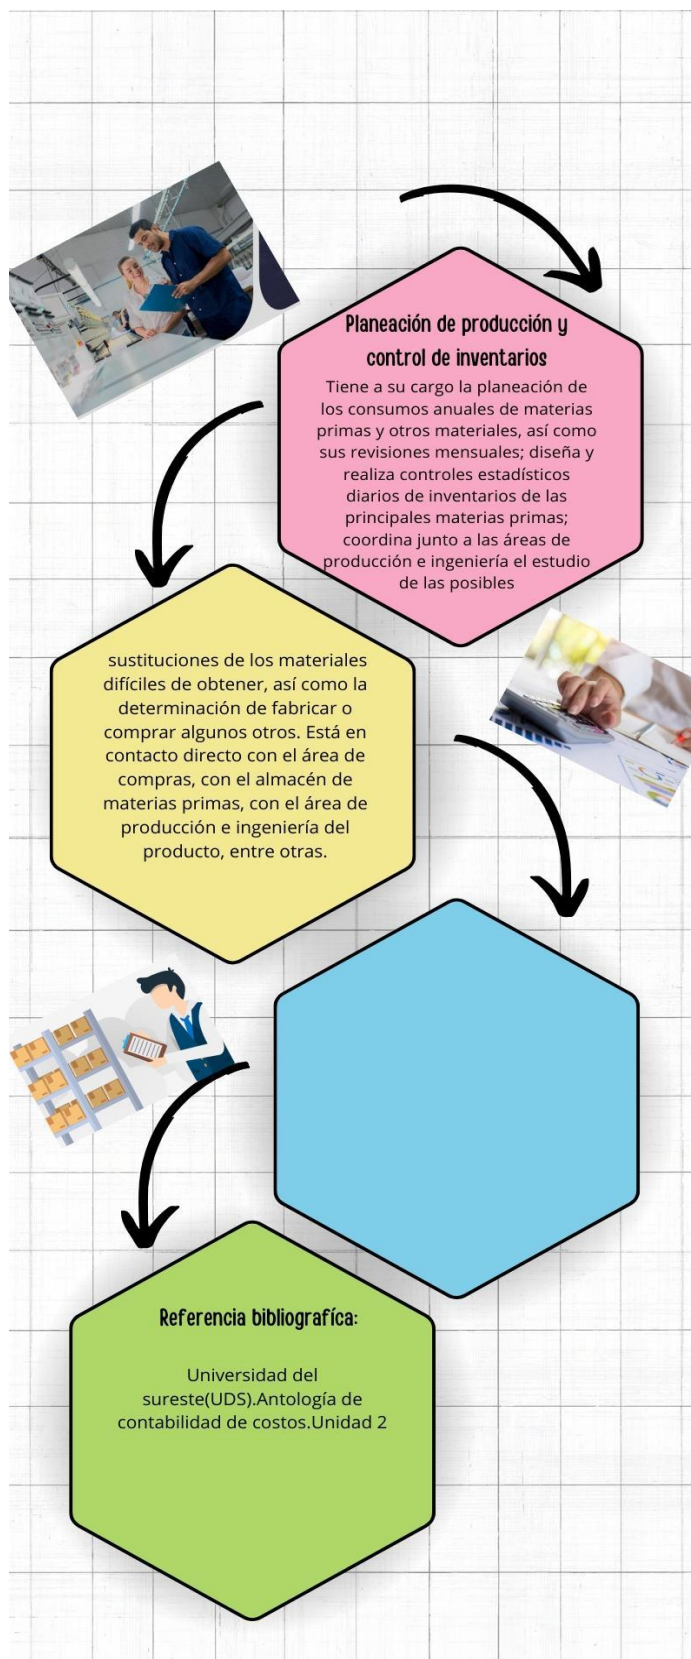 Planeación de producción y
control de inventarios
Tiene a su cargo la planeación de
los consumos anuales de materias
primas y otros materiales, así como
sus revisiones mensuales; diseña y
realiza controles estadísticos
diarios de inventarios de las
principales materias primas;
coordina junto a las áreas de
producción e ingeniería el estudio
de las posibles
sustituciones de los materiales
difíciles de obtener, así como la
determinación de fabricar o
comprar algunos otros. Está en
contacto directo con el área de
compras, con el almacén de
materias primas, con el área de
producción e ingeniería del
producto, entre otras.
Referencia bibliografíca:
Universidad del
sureste(UDS).Antología de
contabilidad de costos.Unidad 2